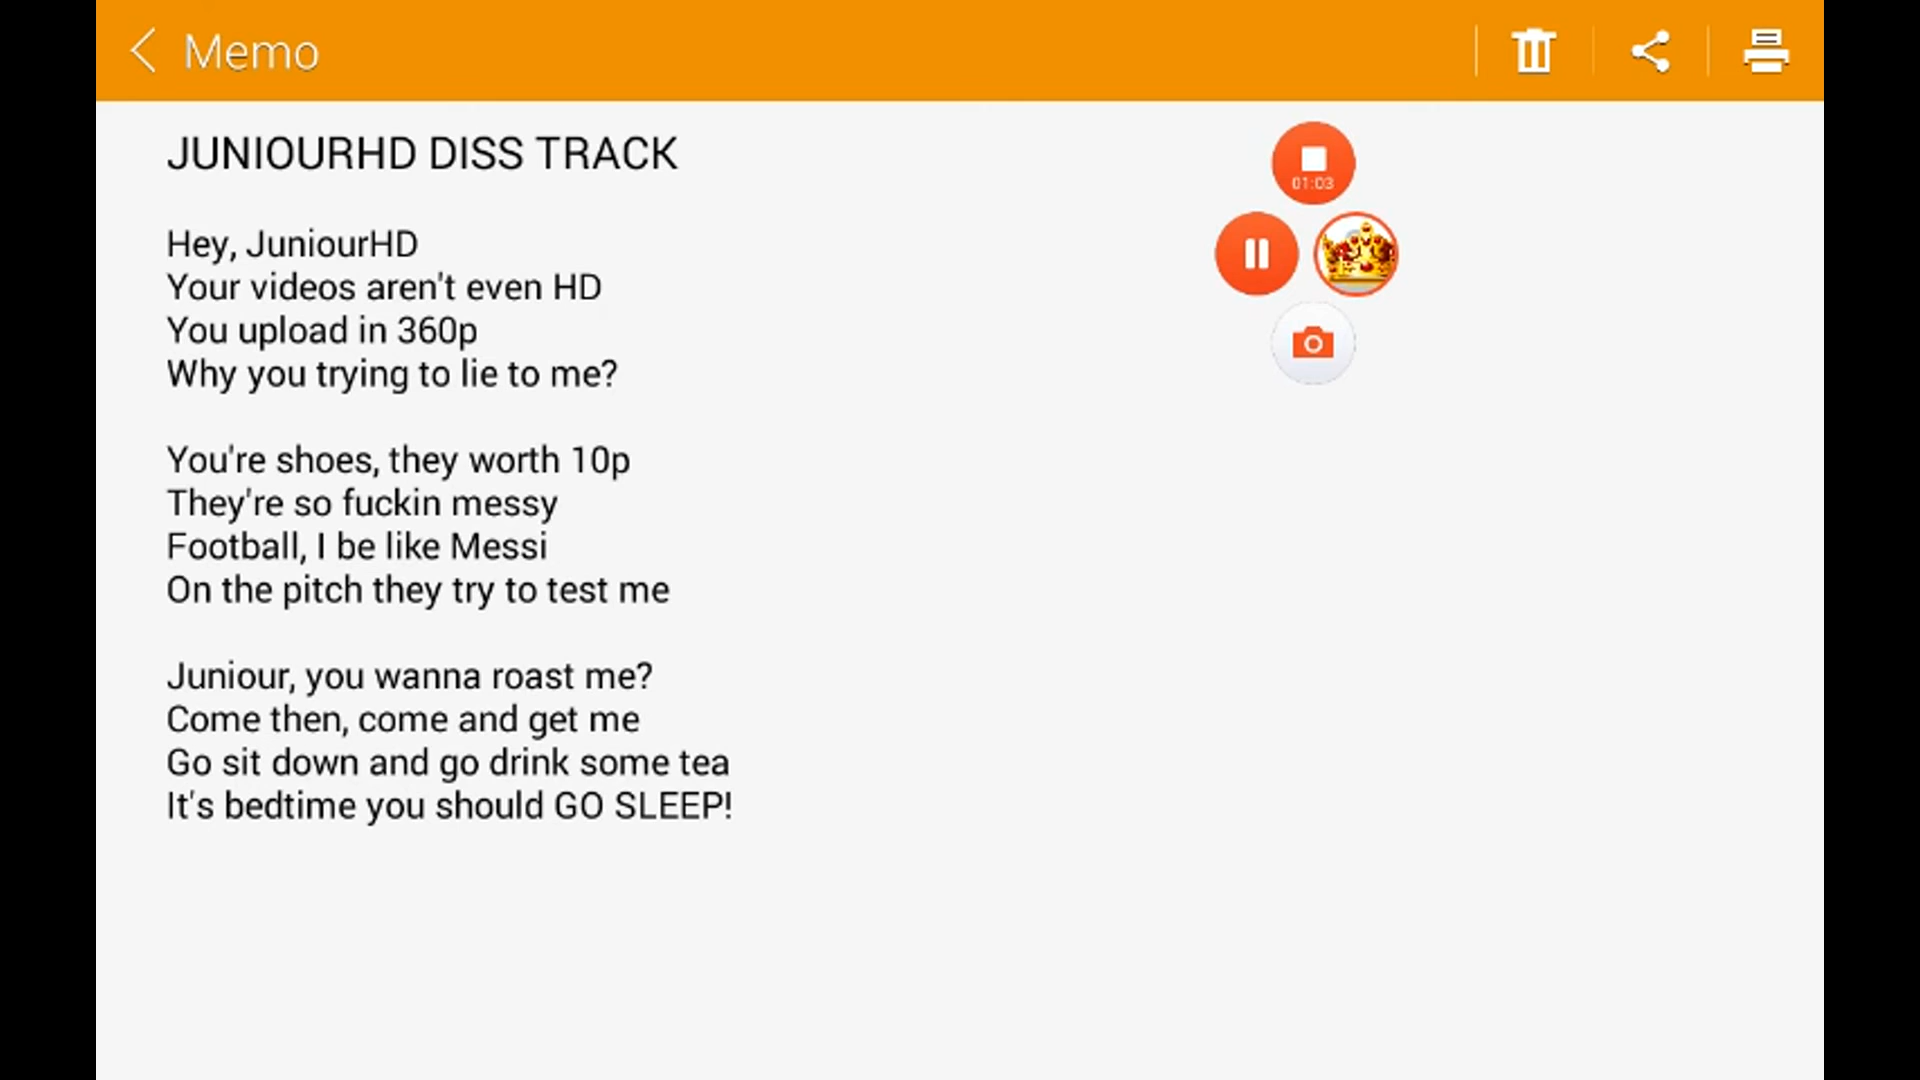 Memo
JUNIOURHD DISS TRACK
01:03
Hey, JuniourHD
Your videos aren't even HD
You upload in 360p
Why you trying to lie to me?
You're shoes, they worth 10p
They're so fuckin messy
Football, I be like Messi
On the pitch they try to test me
Juniour, you wanna roast me?
Come then, come and get me
Go sit down and go drink some tea
It's bedtime you should GO SLEEP!